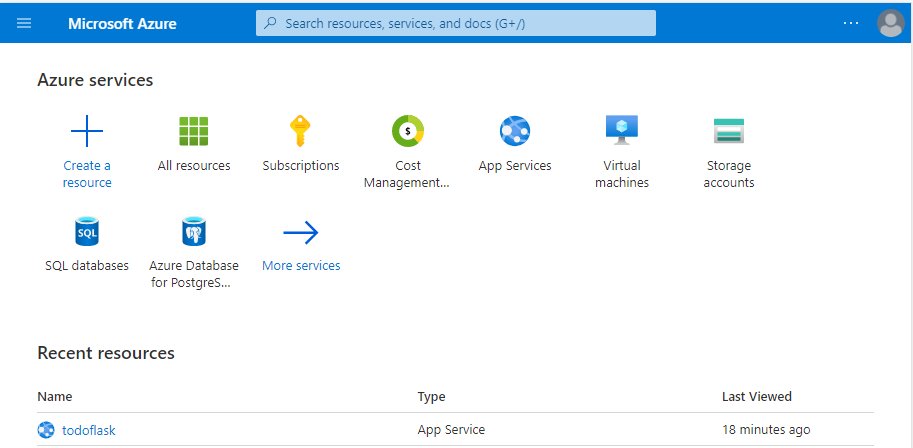 Microsoft Azure
Search resources, services, and docs (G+/)
...
Azure services
Create a
resource
All resources
Subscriptions
$
Cost
Management...
App Services
Virtual
machines
Storage
accounts
SQL
SQL databases
Azure Database
for PostgreS...
More services
Recent resources
Name Type Last Viewed
todoflask App Service 18 minutes ago